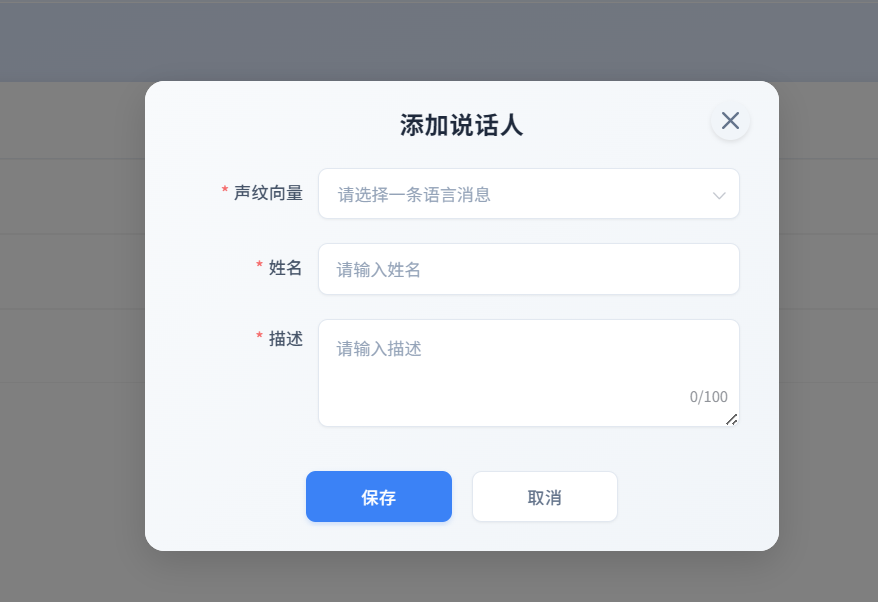 添加说话人
* 声纹向量 请选择一条语言消息
* 姓名 请输入姓名
* 描述 请输入描述
0/100
保存 取消